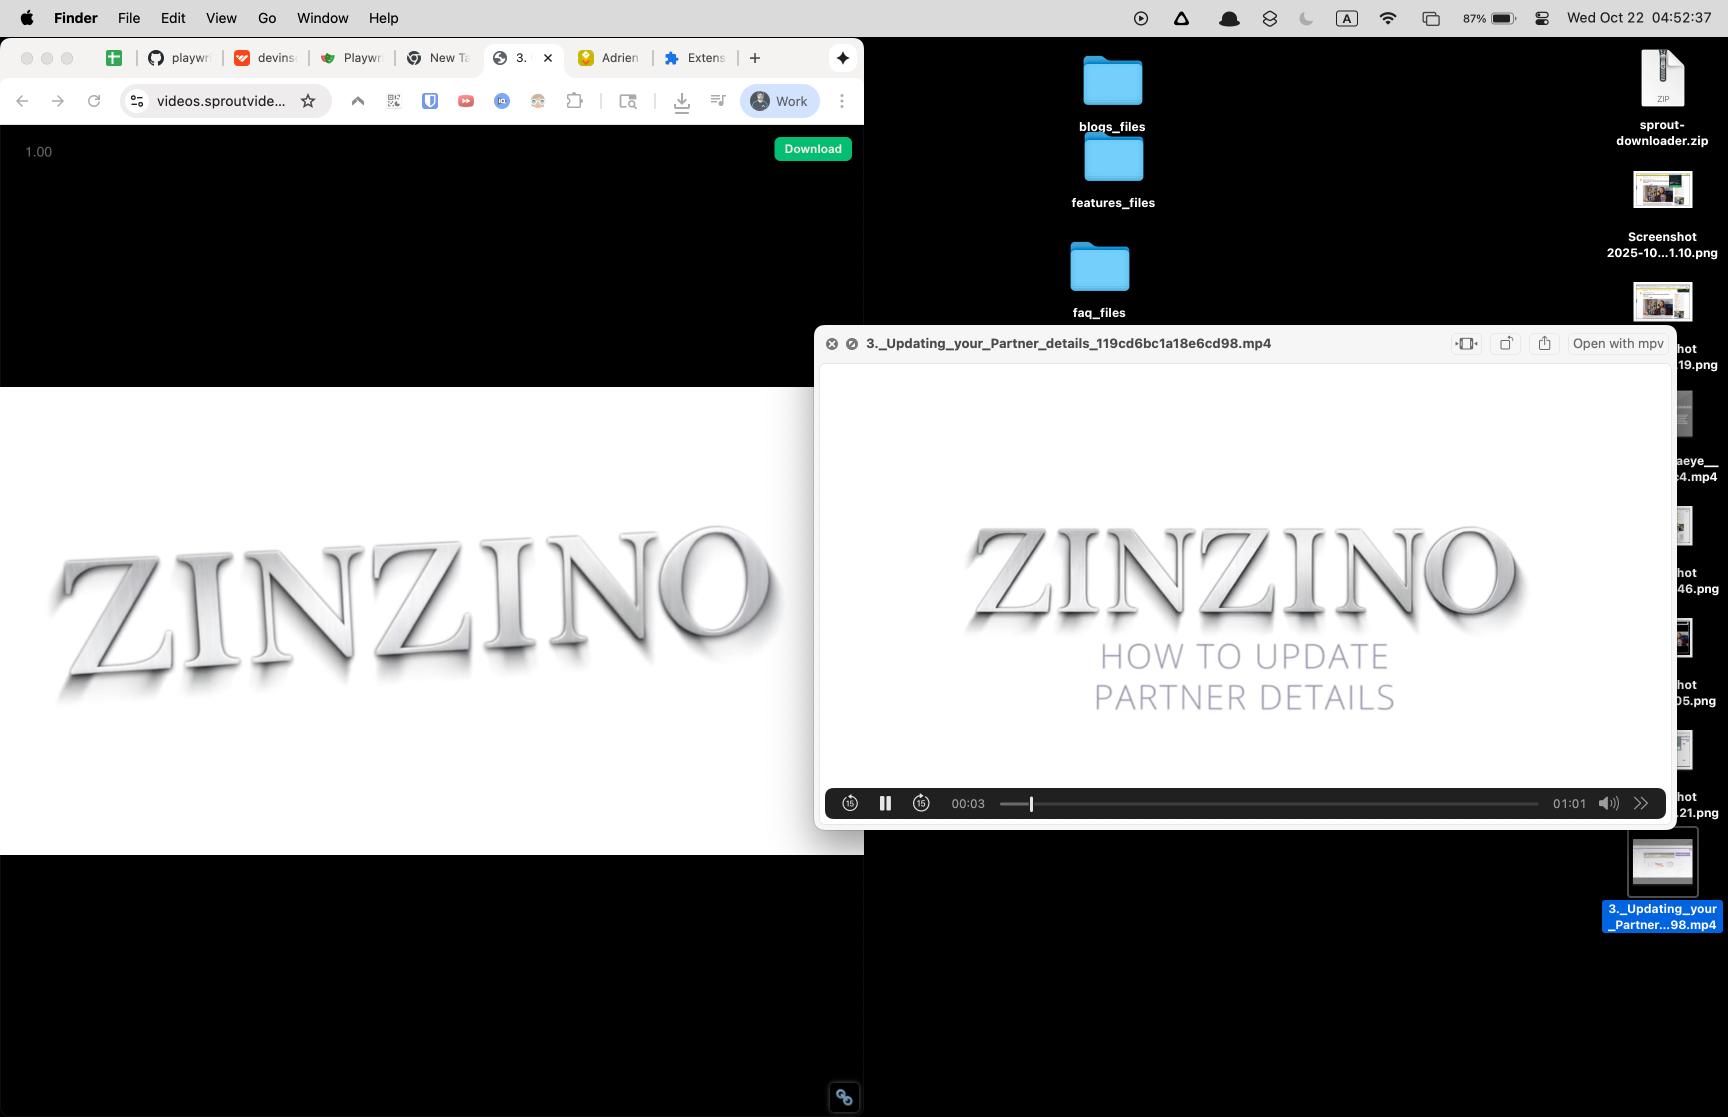 Finder File Edit View Go Window Help
A
87%
Wed Oct 22 04:52:37
playwr
devins
Playwr
New Ta
3.
Adrien
Extens
videos.sproutvide...
Work
1.00
Download
ZINZINO
blogs_files
features_files
faq_files
3._Updating_your_Partner_details_119cd6bc1a18e6cd98.mp4
Open with mpv
ZINZINO
HOW TO UPDATE
PARTNER DETAILS
15
15
00:03
01:01
ZIP
sprout-
downloader.zip
Screenshot
2025-10...1.10.png
hot
.19.png
aeye__
c4.mp4
hot
46.png
hot
05.png
hot
.21.png
3._Updating_your
_Partner...98.mp4